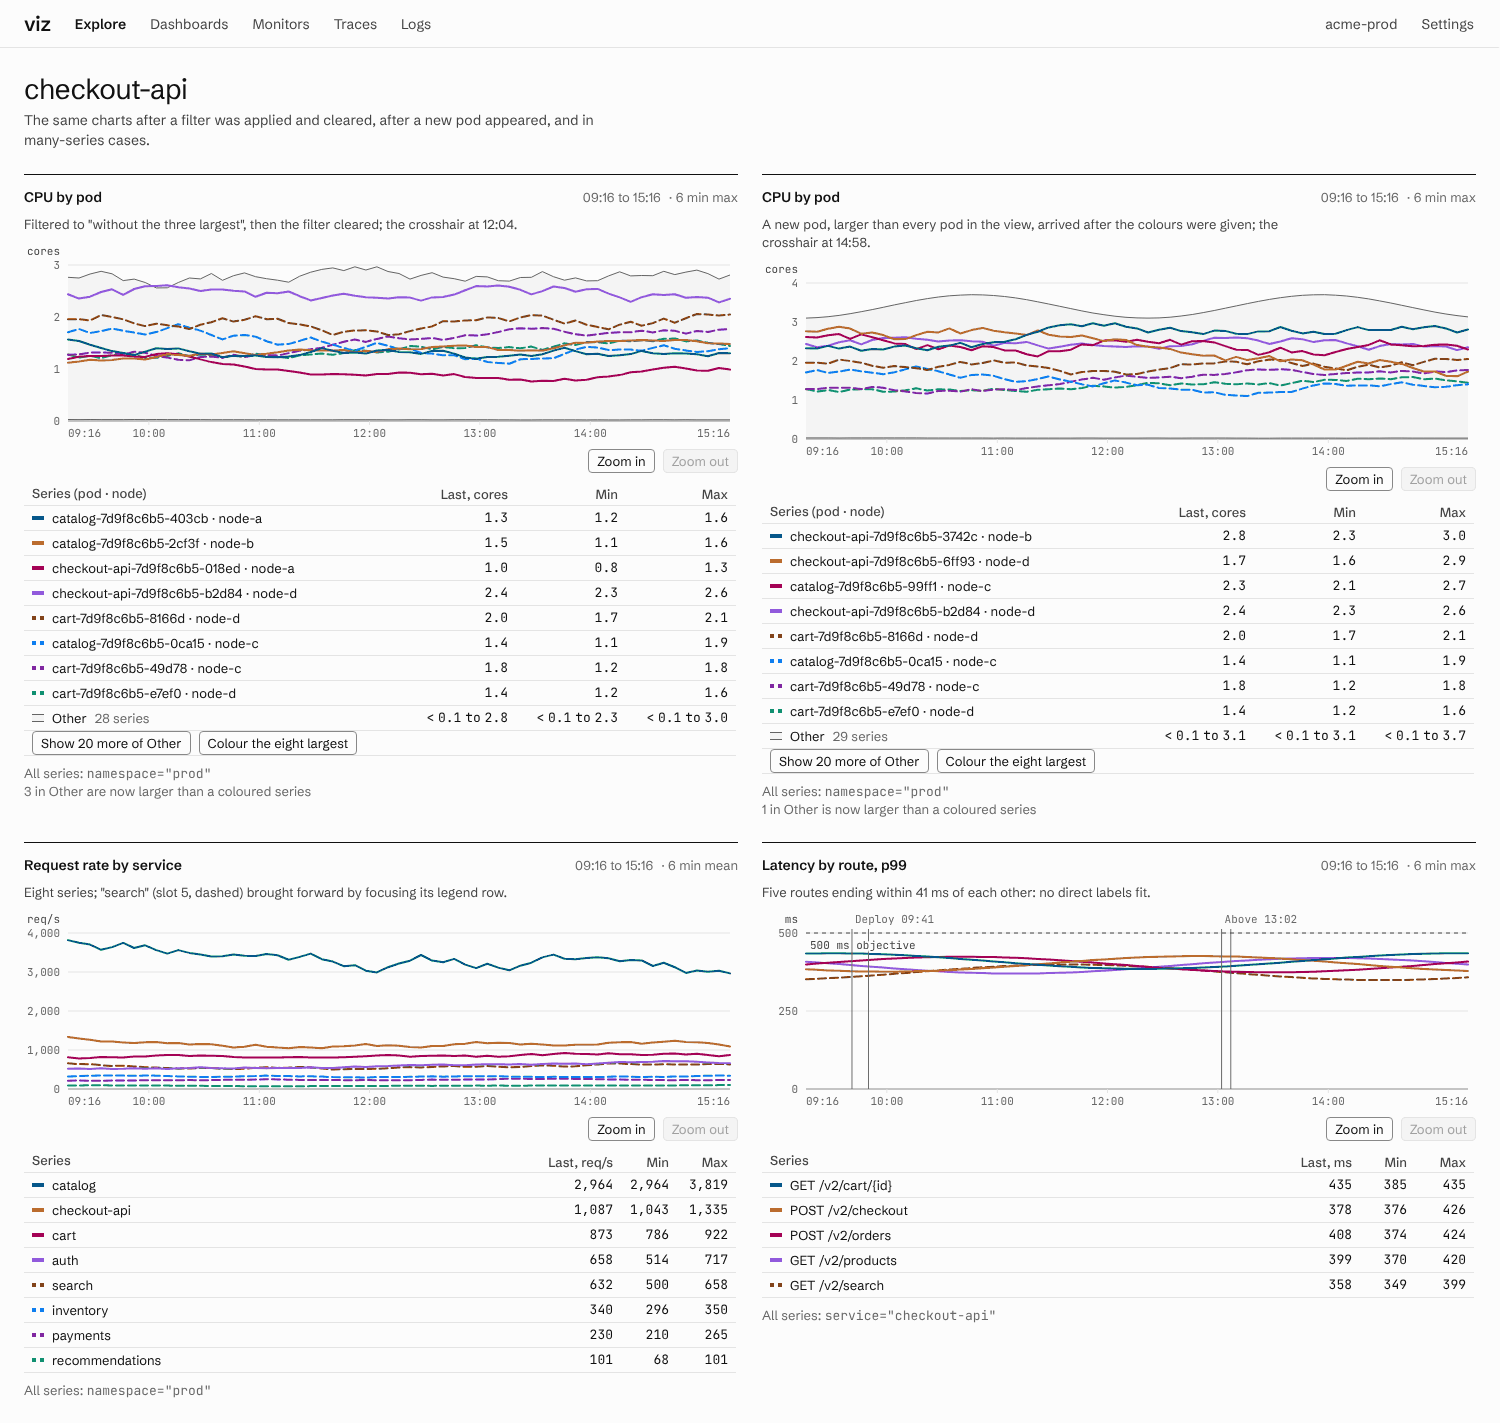 viz Explore Dashboards Monitors Traces Logs acme-prod Settings
checkout-api
The same charts after a filter was applied and cleared, after a new pod appeared, and in
many-series cases.
CPU by pod 09:16 to 15:16 · 6 min max
Filtered to "without the three largest", then the filter cleared; the crosshair at 12:04.
cores
3
2
1
0
09:16 10:00 11:00 12:00 13:00 14:00 15:16
Zoom in Zoom out
Series (pod · node) Last, cores Min Max
catalog-7d9f8c6b5-403cb · node-a 1.3 1.2 1.6
catalog-7d9f8c6b5-2cf3f · node-b 1.5 1.1 1.6
checkout-api-7d9f8c6b5-018ed · node-a 1.0 0.8 1.3
checkout-api-7d9f8c6b5-b2d84 · node-d 2.4 2.3 2.6
cart-7d9f8c6b5-8166d · node-d 2.0 1.7 2.1
catalog-7d9f8c6b5-0ca15 · node-c 1.4 1.1 1.9
cart-7d9f8c6b5-49d78 · node-c 1.8 1.2 1.8
cart-7d9f8c6b5-e7ef0 · node-d 1.4 1.2 1.6
Other 28 series < 0.1 to 2.8 < 0.1 to 2.3 < 0.1 to 3.0
Show 20 more of Other Colour the eight largest
All series: namespace="prod"
3 in Other are now larger than a coloured series
CPU by pod 09:16 to 15:16 · 6 min max
A new pod, larger than every pod in the view, arrived after the colours were given; the
crosshair at 14:58.
cores
4
3
2
1
0
09:16 10:00 11:00 12:00 13:00 14:00 15:16
Zoom in Zoom out
Series (pod · node) Last, cores Min Max
checkout-api-7d9f8c6b5-3742c · node-b 2.8 2.3 3.0
checkout-api-7d9f8c6b5-6ff93 · node-d 1.7 1.6 2.9
catalog-7d9f8c6b5-99ff1 · node-c 2.3 2.1 2.7
checkout-api-7d9f8c6b5-b2d84 · node-d 2.4 2.3 2.6
cart-7d9f8c6b5-8166d · node-d 2.0 1.7 2.1
catalog-7d9f8c6b5-0ca15 · node-c 1.4 1.1 1.9
cart-7d9f8c6b5-49d78 · node-c 1.8 1.2 1.8
cart-7d9f8c6b5-e7ef0 · node-d 1.4 1.2 1.6
Other 29 series < 0.1 to 3.1 < 0.1 to 3.1 < 0.1 to 3.7
Show 20 more of Other Colour the eight largest
All series: namespace="prod"
1 in Other is now larger than a coloured series
Request rate by service 09:16 to 15:16 · 6 min mean
Eight series; "search" (slot 5, dashed) brought forward by focusing its legend row.
req/s
4,000
3,000
2,000
1,000
0
09:16 10:00 11:00 12:00 13:00 14:00 15:16
Zoom in Zoom out
Series Last, req/s Min Max
catalog 2,964 2,964 3,819
checkout-api 1,087 1,043 1,335
cart 873 786 922
auth 658 514 717
search 632 500 658
inventory 340 296 350
payments 230 210 265
recommendations 101 68 101
All series: namespace="prod"
Latency by route, p99 09:16 to 15:16 · 6 min max
Five routes ending within 41 ms of each other: no direct labels fit.
ms Deploy 09:41 Above 13:02
500
500 ms objective
250
0
09:16 10:00 11:00 12:00 13:00 14:00 15:16
Zoom in Zoom out
Series Last, ms Min Max
GET /v2/cart/{id} 435 385 435
POST /v2/checkout 378 376 426
POST /v2/orders 408 374 424
GET /v2/products 399 370 420
GET /v2/search 358 349 399
All series: service="checkout-api"